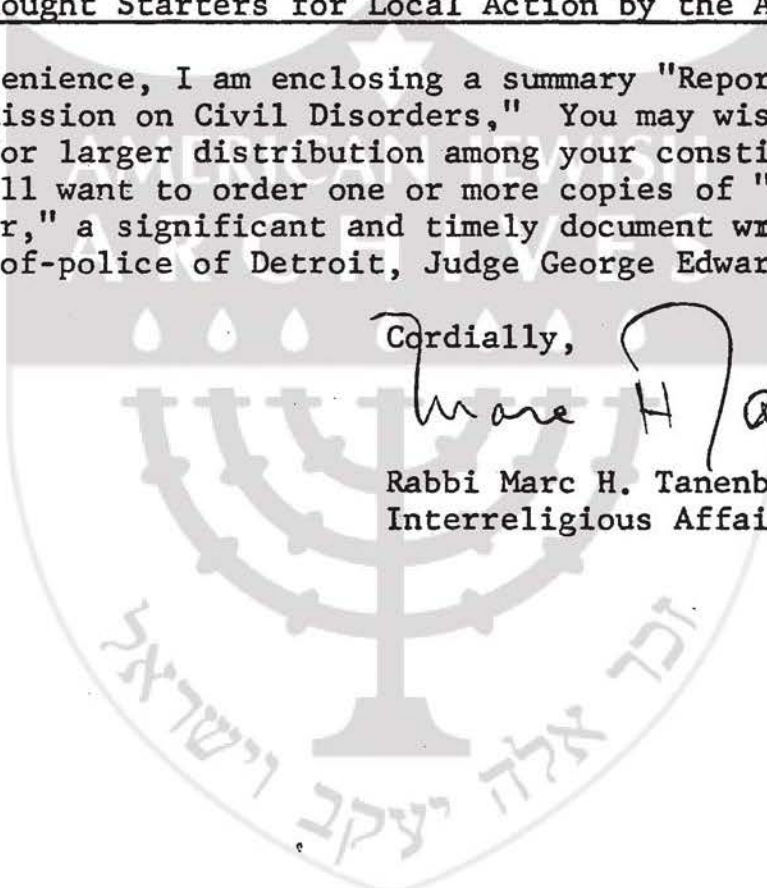 ought Starters for Local Action by the A
enience, I am enclosing a summary "Repor
ission on Civil Disorders," You may wis
or larger distribution among your consti
ll want to order one or more copies of "
r," a significant and timely document wr
of-police of Detroit, Judge George Edwar
AMERICAN JEWISH
ARCHIVES
Cordially,
Marc H
Rabbi Marc H. Tanenb
Interreligious Affai
זכר אלה יעקב וישראל